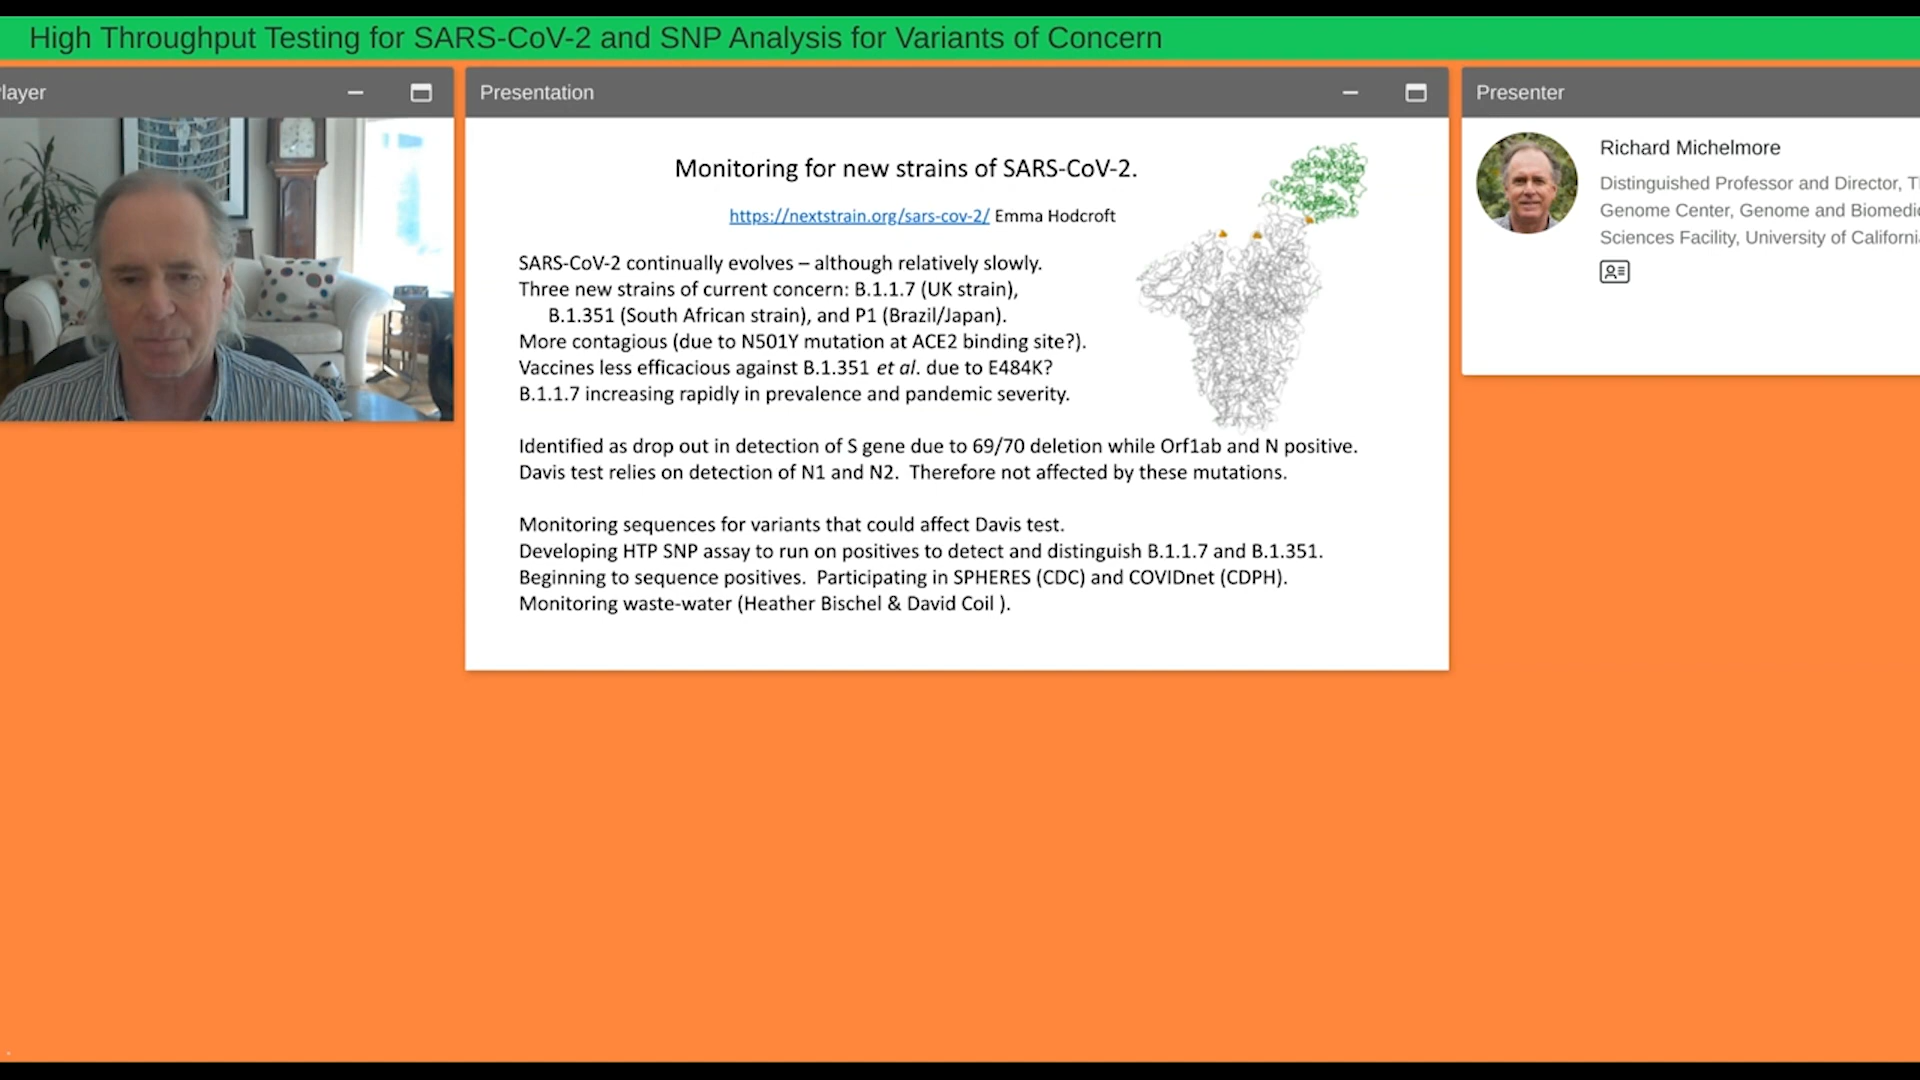 High Throughput Testing for SARS-CoV-2 and SNP Analysis for Variants of Concern
layer
Presentation
Presenter
Monitoring for new strains of SARS-CoV-2.
https://nextstrain.org/sars-cov-2/ Emma Hodcroft
SARS-CoV-2 continually evolves – although relatively slowly.
Three new strains of current concern: B.1.1.7 (UK strain),
B.1.351 (South African strain), and P1 (Brazil/Japan).
More contagious (due to N501Y mutation at ACE2 binding site?).
Vaccines less efficacious against B.1.351 et al. due to E484K?
B.1.1.7 increasing rapidly in prevalence and pandemic severity.
Identified as drop out in detection of S gene due to 69/70 deletion while Orf1ab and N positive.
Davis test relies on detection of N1 and N2. Therefore not affected by these mutations.
Monitoring sequences for variants that could affect Davis test.
Developing HTP SNP assay to run on positives to detect and distinguish B.1.1.7 and B.1.351.
Beginning to sequence positives. Participating in SPHERES (CDC) and COVIDnet (CDPH).
Monitoring waste-water (Heather Bischel & David Coil ).
Richard Michelmore
Distinguished Professor and Director,
Genome Center, Genome and
Sciences Facility, University of